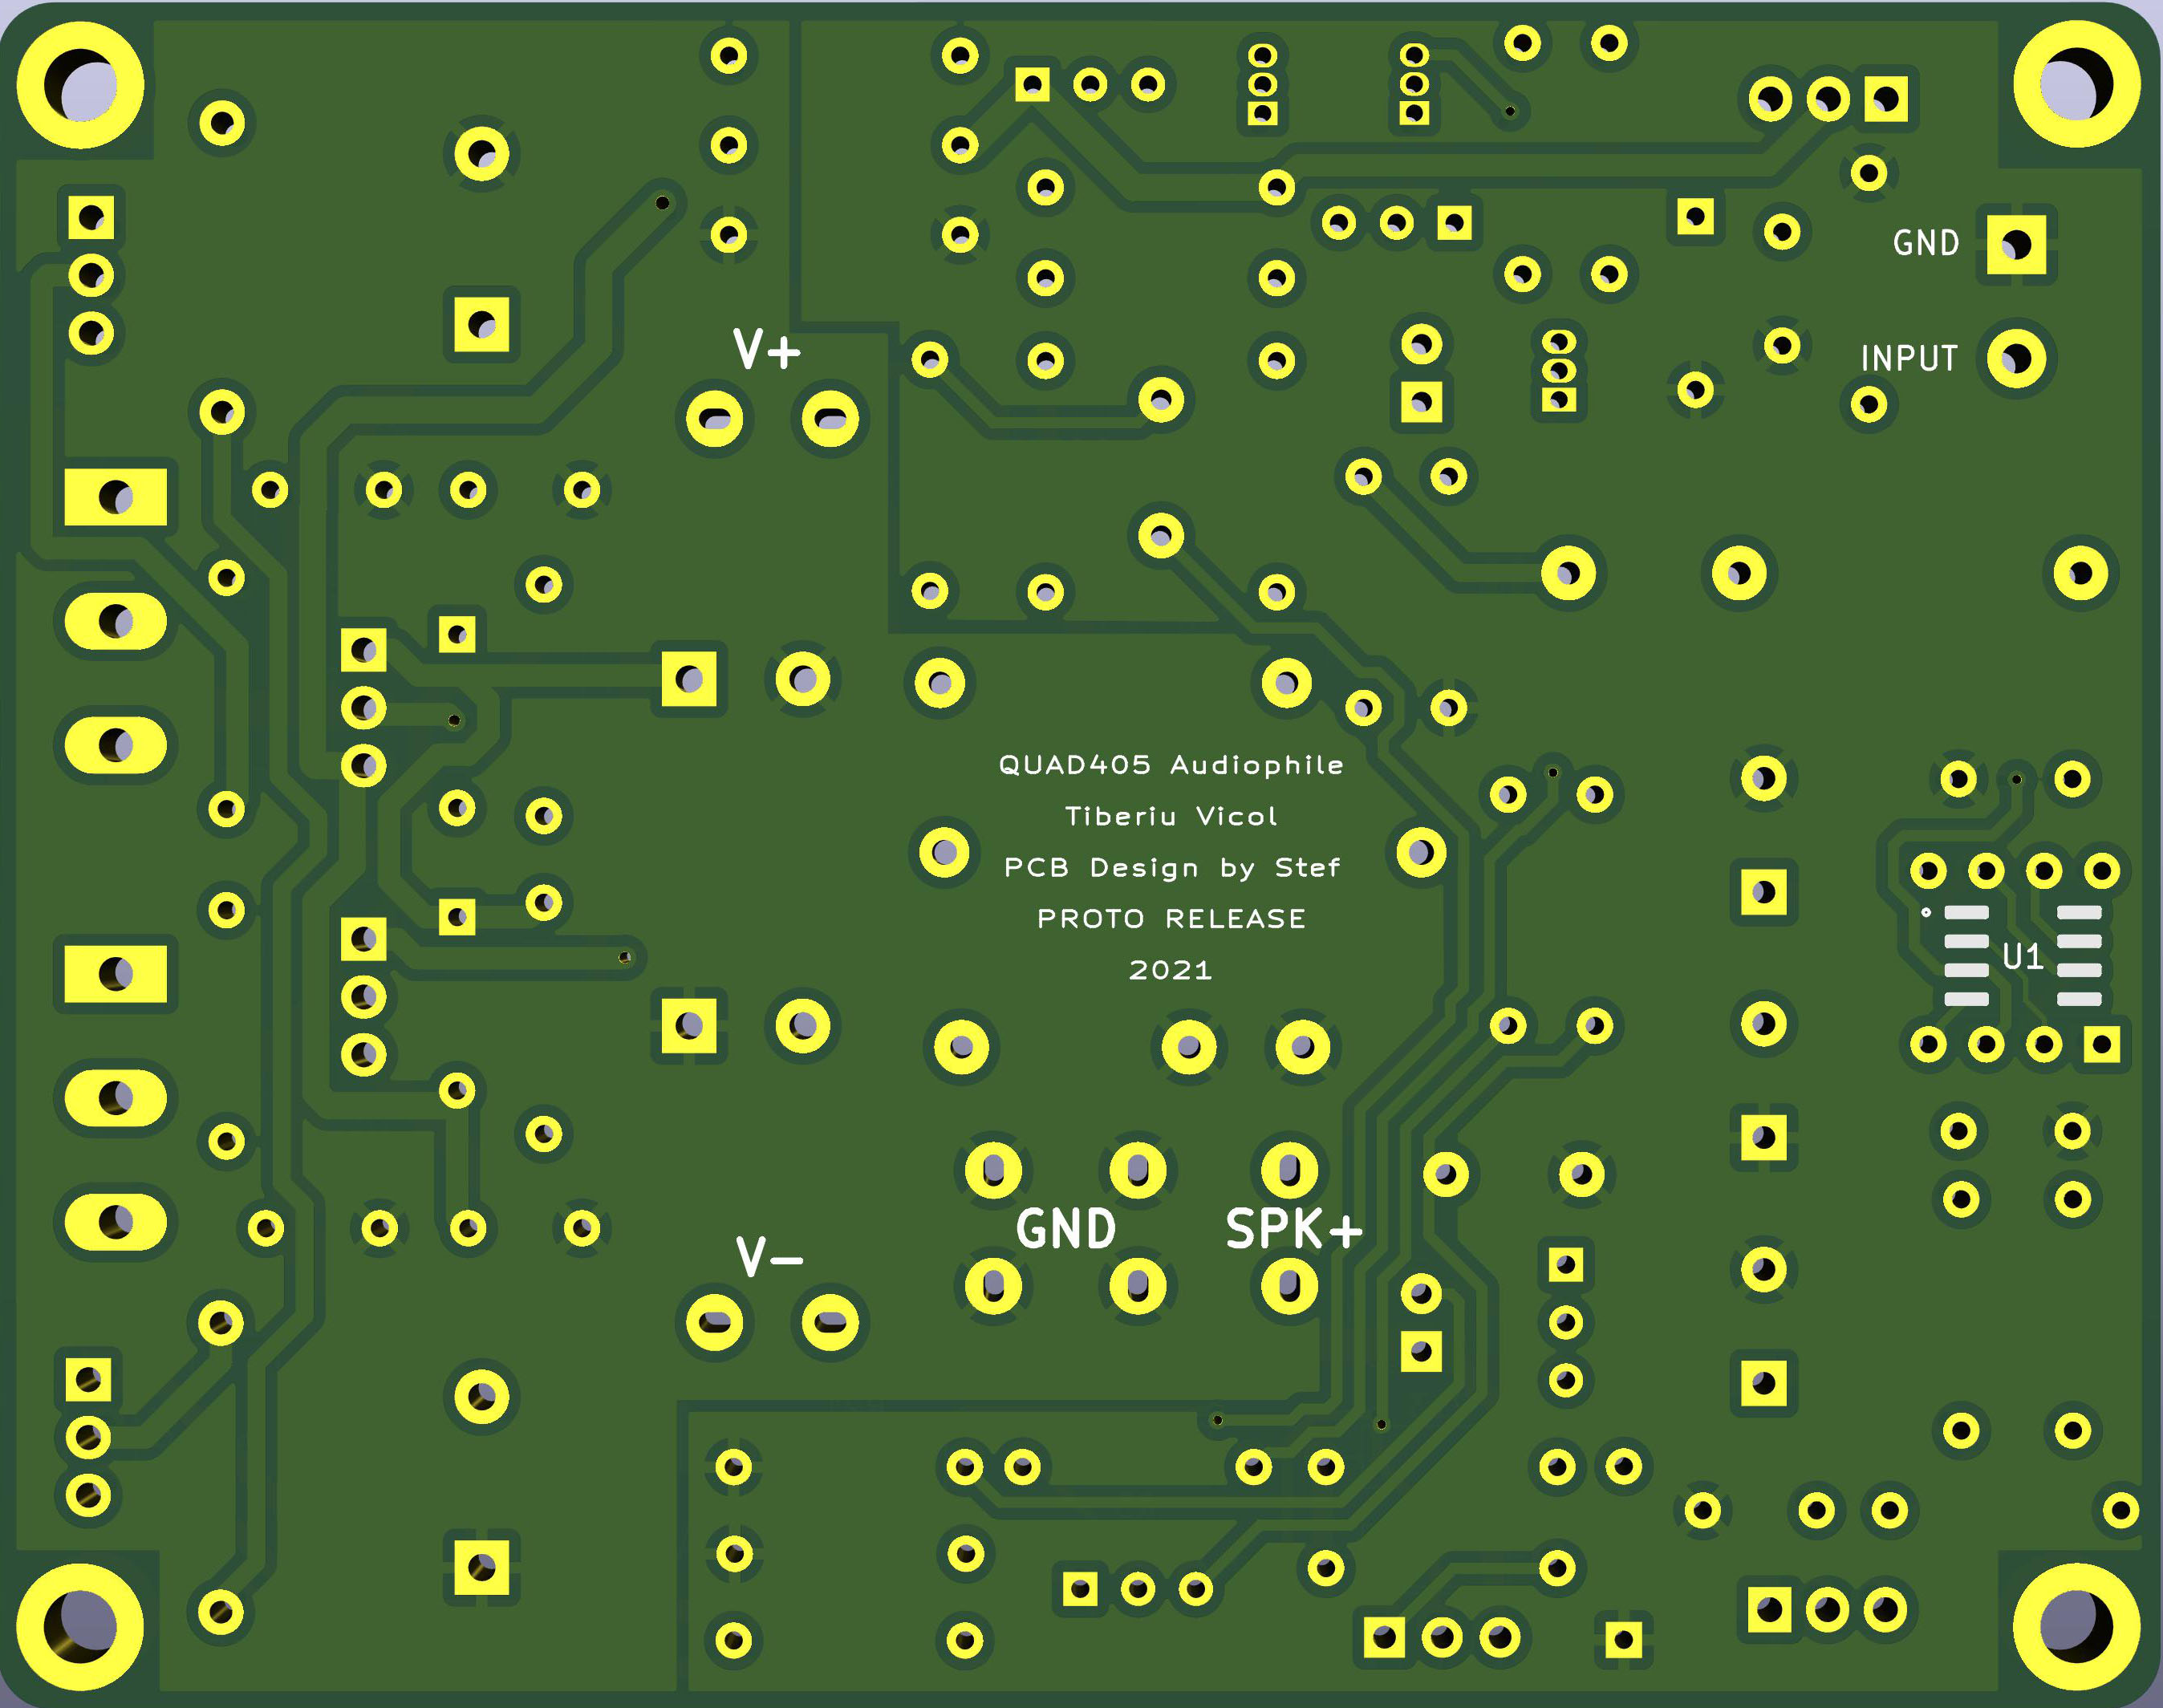 GND
V+
INPUT
QUAD405 Audiophile
Tiberiu Vicol
PCB Design by Stef
PROTO RELEASE
2021
U1
GND
SPK+
V-